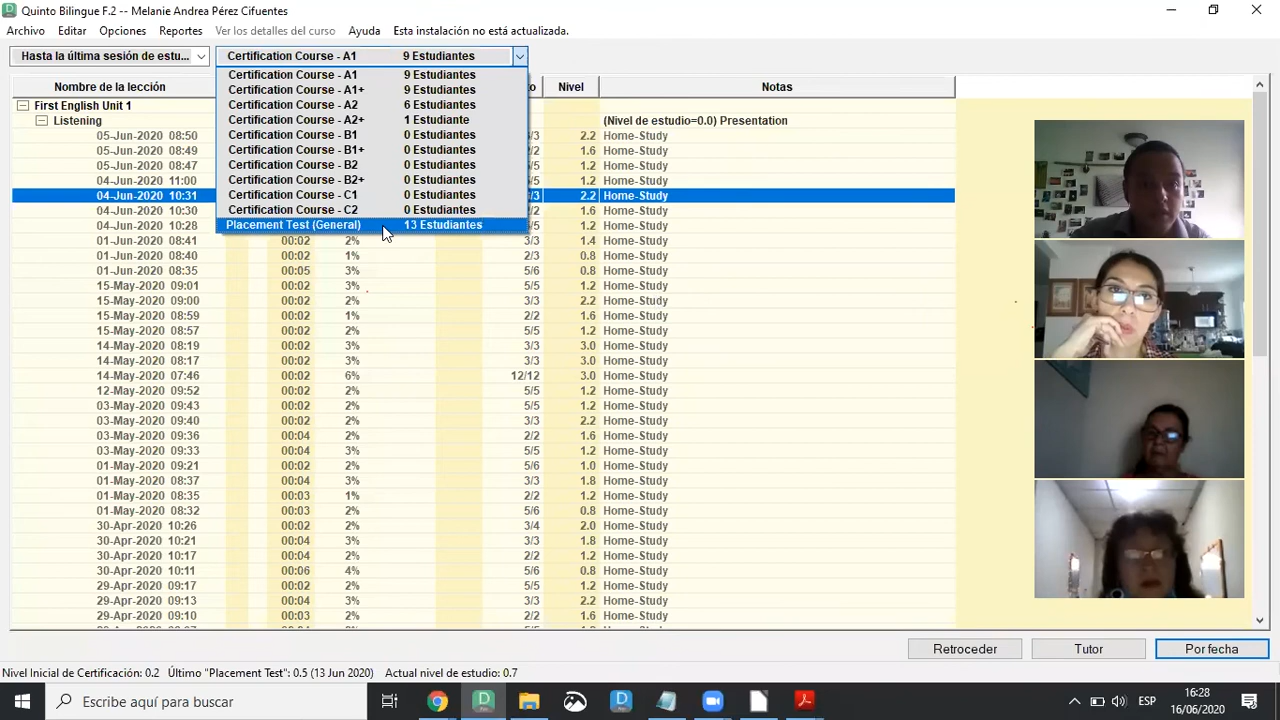 Quinto Bilingue F.2 -- Melanie Andrea Pérez Cifuentes
Archivo Editar Opciones Reportes Ver los detalles del curso Ayuda Esta instalación no está actualizada.
Hasta la última sesión de estu... Certification Course - A1 9 Estudiantes
Certification Course - A1 9 Estudiantes
Certification Course - A1+ 9 Estudiantes
Certification Course - A2 6 Estudiantes
Certification Course - A2+ 1 Estudiante
Certification Course - B1 0 Estudiantes
Certification Course - B1+ 0 Estudiantes
Certification Course - B2 0 Estudiantes
Certification Course - B2+ 0 Estudiantes
Certification Course - C1 0 Estudiantes
Certification Course - C2 0 Estudiantes
Placement Test (General) 13 Estudiantes
Nombre de la lección Nivel Notas
First English Unit 1
Listening (Nivel de estudio=0.0) Presentation
05-Jun-2020 08:50 /3 2.2 Home-Study
05-Jun-2020 08:49 /2 1.6 Home-Study
05-Jun-2020 08:47 /5 1.2 Home-Study
04-Jun-2020 11:00 /5 1.2 Home-Study
04-Jun-2020 10:31 /3 2.2 Home-Study
04-Jun-2020 10:30 /2 1.6 Home-Study
04-Jun-2020 10:28 /5 1.2 Home-Study
01-Jun-2020 08:41 00:02 2% 3/3 1.4 Home-Study
01-Jun-2020 08:40 00:02 1% 2/3 0.8 Home-Study
01-Jun-2020 08:35 00:05 3% 5/6 0.8 Home-Study
15-May-2020 09:01 00:02 3% 5/5 1.2 Home-Study
15-May-2020 09:00 00:02 2% 3/3 2.2 Home-Study
15-May-2020 08:59 00:02 1% 2/2 1.6 Home-Study
15-May-2020 08:57 00:02 2% 5/5 1.2 Home-Study
14-May-2020 08:19 00:02 3% 3/3 3.0 Home-Study
14-May-2020 08:17 00:02 3% 3/3 3.0 Home-Study
14-May-2020 07:46 00:02 6% 12/12 3.0 Home-Study
12-May-2020 09:52 00:02 2% 5/5 1.2 Home-Study
03-May-2020 09:43 00:02 2% 5/5 1.2 Home-Study
03-May-2020 09:40 00:02 2% 3/3 2.2 Home-Study
03-May-2020 09:36 00:04 2% 2/2 1.6 Home-Study
03-May-2020 09:33 00:04 3% 5/5 1.2 Home-Study
01-May-2020 09:21 00:02 2% 5/6 1.0 Home-Study
01-May-2020 08:37 00:04 3% 3/3 1.8 Home-Study
01-May-2020 08:35 00:03 1% 2/2 1.2 Home-Study
01-May-2020 08:32 00:03 3% 5/6 0.8 Home-Study
30-Apr-2020 10:26 00:02 2% 3/4 2.0 Home-Study
30-Apr-2020 10:21 00:04 3% 3/3 1.8 Home-Study
30-Apr-2020 10:17 00:04 2% 2/2 1.2 Home-Study
30-Apr-2020 10:11 00:06 4% 5/6 0.8 Home-Study
29-Apr-2020 09:17 00:02 2% 5/5 1.2 Home-Study
29-Apr-2020 09:13 00:04 3% 3/3 2.2 Home-Study
29-Apr-2020 09:10 00:03 2% 2/2 1.6 Home-Study
Retroceder Tutor Por fecha
Nivel Inicial de Certificación: 0.2 Último "Placement Test": 0.5 (13 Jun 2020) Actual nivel de estudio: 0.7
Escribe aquí para buscar ESP 16:28
16/06/2020